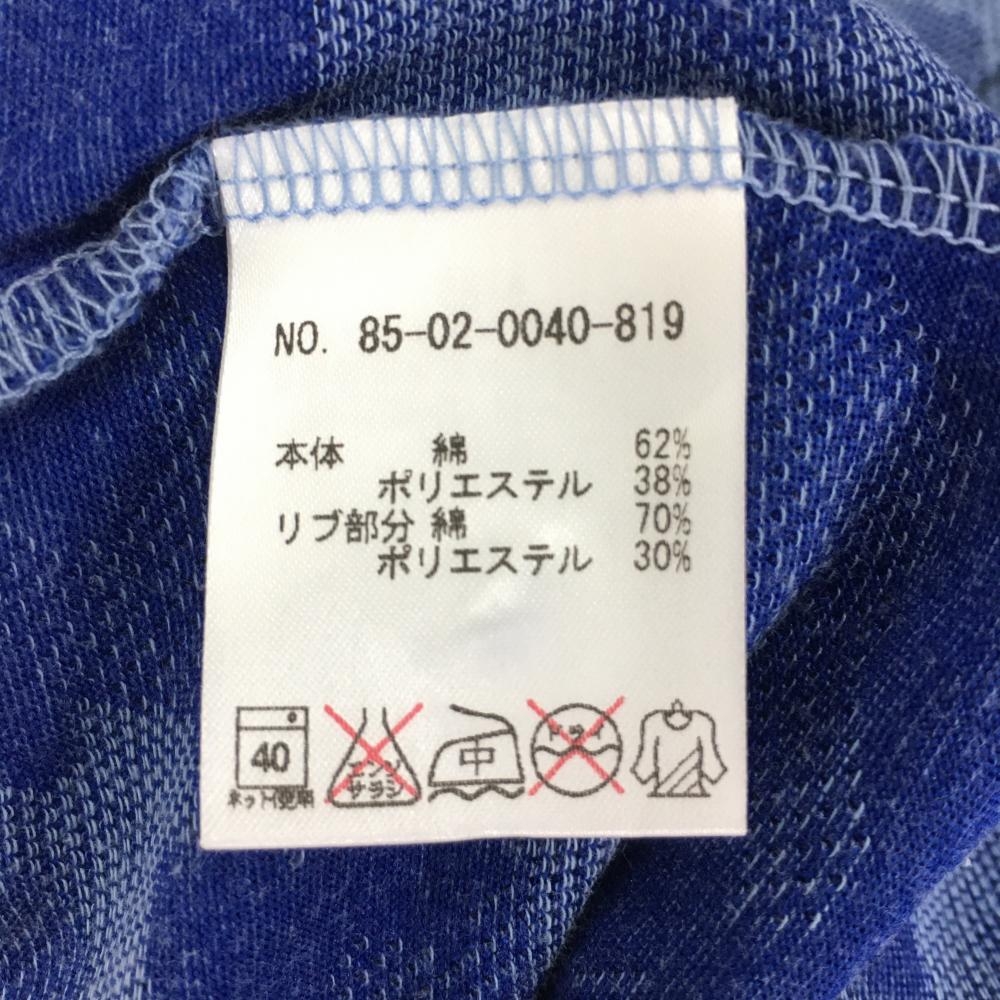 NO. 85-02-0040-819
本体 綿 62%
ポリエステル 38%
リブ部分 綿 70%
ポリエステル 30%
40
ネット使用
エンソ
サラシ
中
ドライ